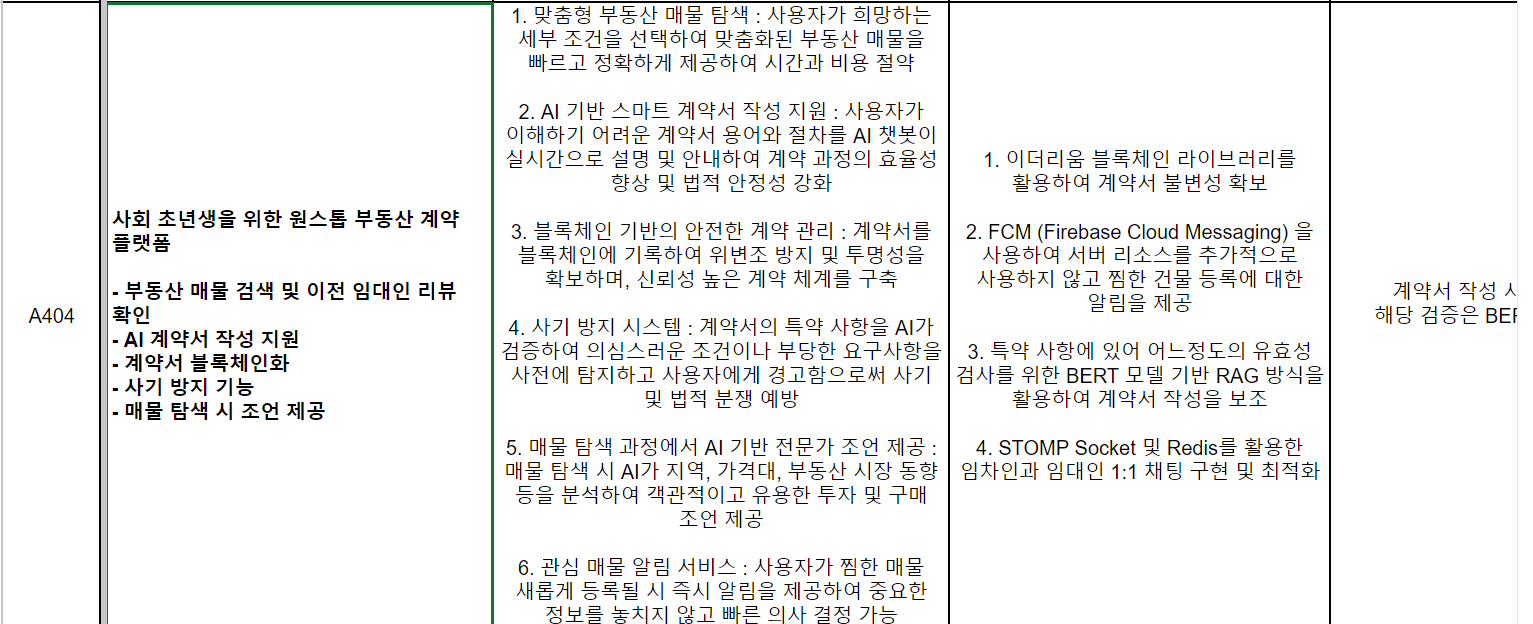 A404
사회 초년생을 위한 원스톱 부동산 계약
플랫폼
- 부동산 매물 검색 및 이전 임대인 리뷰
확인
- AI 계약서 작성 지원
- 계약서 블록체인화
- 사기 방지 기능
- 매물 탐색 시 조언 제공
1. 맞춤형 부동산 매물 탐색 : 사용자가 희망하는
세부 조건을 선택하여 맞춤화된 부동산 매물을
빠르고 정확하게 제공하여 시간과 비용 절약
2. AI 기반 스마트 계약서 작성 지원 : 사용자가
이해하기 어려운 계약서 용어와 절차를 AI 챗봇이
실시간으로 설명 및 안내하여 계약 과정의 효율성
향상 및 법적 안정성 강화
3. 블록체인 기반의 안전한 계약 관리 : 계약서를
블록체인에 기록하여 위변조 방지 및 투명성을
확보하며, 신뢰성 높은 계약 체계를 구축
4. 사기 방지 시스템 : 계약서의 특약 사항을 AI가
검증하여 의심스러운 조건이나 부당한 요구사항을
사전에 탐지하고 사용자에게 경고함으로써 사기
및 법적 분쟁 예방
5. 매물 탐색 과정에서 AI 기반 전문가 조언 제공 :
매물 탐색 시 AI가 지역, 가격대, 부동산 시장 동향
등을 분석하여 객관적이고 유용한 투자 및 구매
조언 제공
6. 관심 매물 알림 서비스 : 사용자가 찜한 매물
새롭게 등록될 시 즉시 알림을 제공하여 중요한
정보를 놓치지 않고 빠른 의사 결정 가능
1. 이더리움 블록체인 라이브러리를
활용하여 계약서 불변성 확보
2. FCM (Firebase Cloud Messaging) 을
사용하여 서버 리소스를 추가적으로
사용하지 않고 찜한 건물 등록에 대한
알림을 제공
3. 특약 사항에 있어 어느정도의 유효성
검사를 위한 BERT 모델 기반 RAG 방식을
활용하여 계약서 작성을 보조
4. STOMP Socket 및 Redis를 활용한
임차인과 임대인 1:1 채팅 구현 및 최적화
계약서 작성
해당 검증은